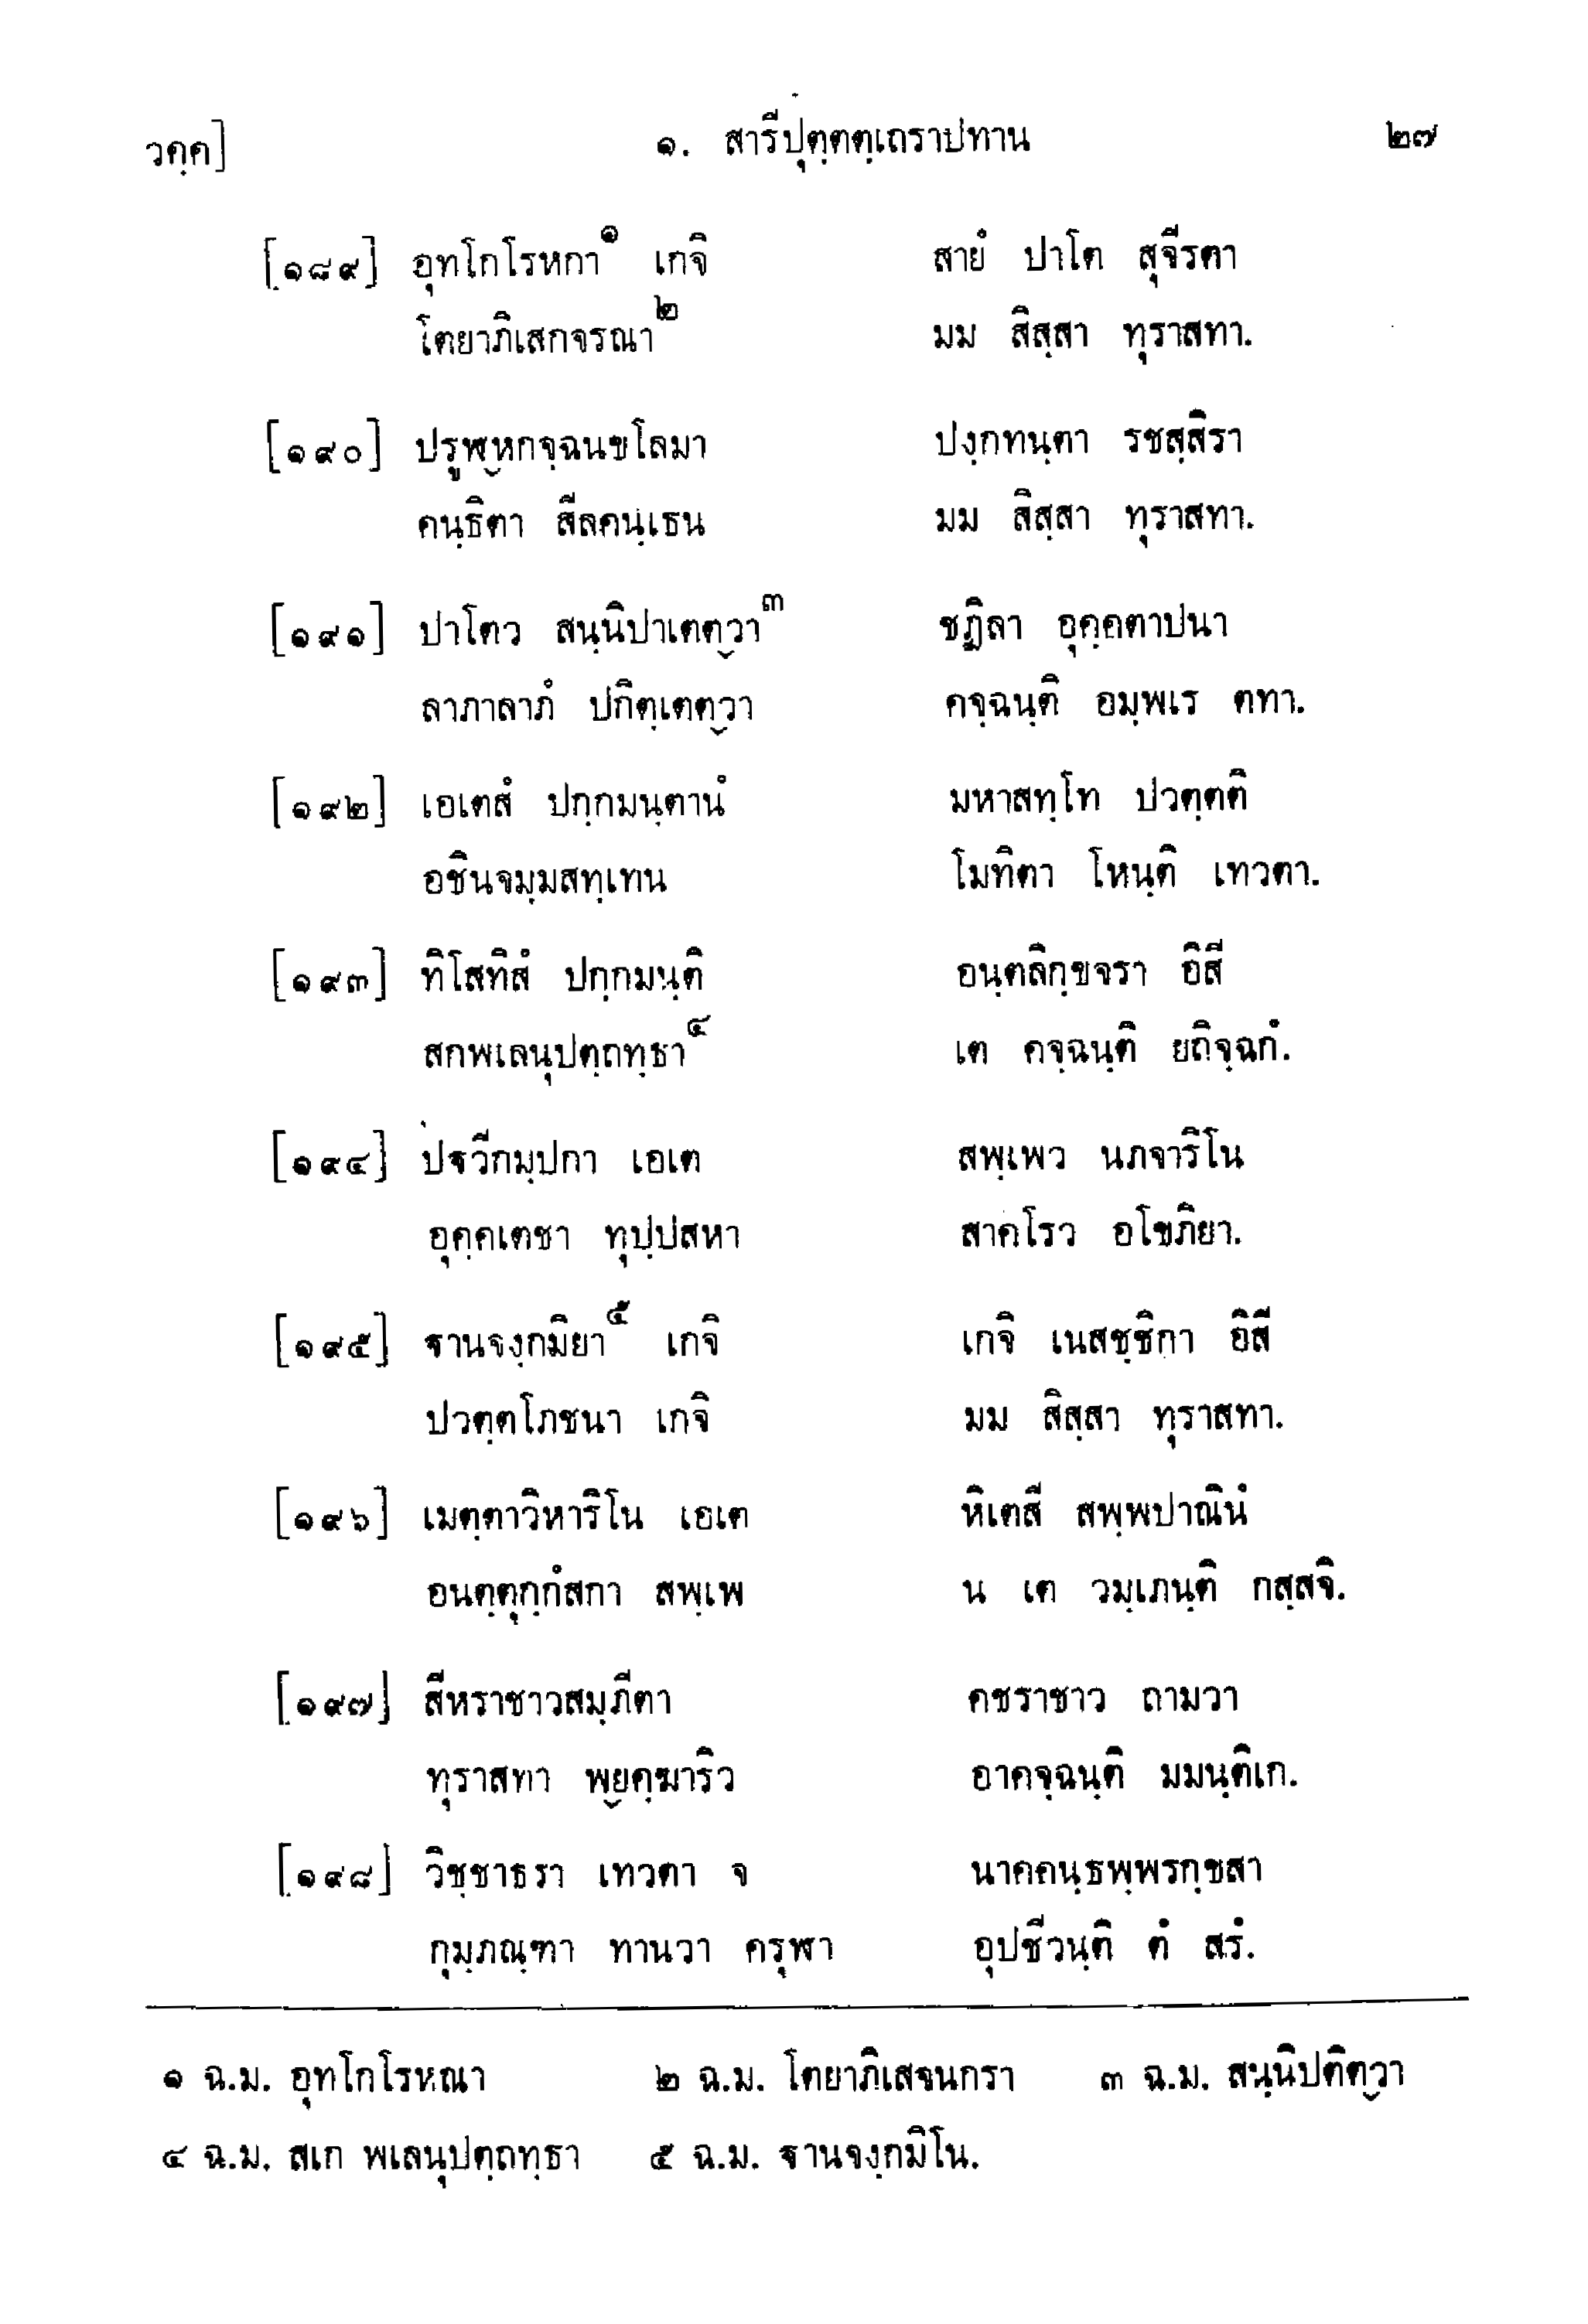 วคฺค] ๑. สารีปุตฺตตฺเถราปทาน ๒๗
[๑๘๙] อุทโกโรหกา๑ เกจิ สายํ ปาโต สุจีรตา
โตยาภิเสกจรณา๒ มม สิสฺสา ทุราสทา.
[๑๙๐] ปรูฬฺหกจฺฉนขโลมา ปงฺกทนฺตา รชสฺสิรา
คนฺธิตา สีลคนฺเธน มม สิสฺสา ทุราสทา.
[๑๙๑] ปาโตว สนฺนิปาเตตฺวา๓ ชฏิลา อุคฺคตาปนา
ลาภาลาภํ ปกิตฺเตตฺวา คจฺฉนฺติ อมฺพเร ตทา.
[๑๙๒] เอเตสํ ปกฺกมนฺตานํ มหาสทฺโท ปวตฺตติ
อชินจมฺมสทฺเทน โมทิตา โหนฺติ เทวตา.
[๑๙๓] ทิโสทิสํ ปกฺกมนฺติ อนฺตลิกฺขจรา อิสี
สกพเลนุปตฺถทฺธา๔ เต คจฺฉนฺติ ยถิจฺฉกํ.
[๑๙๔] ปฐวีกมฺปกา เอเต สพฺเพว นภจาริโน
อุคฺคเตชา ทุปฺปสหา สาคโรว อโขภิยา.
[๑๙๕] ฐานจงฺกมิยา๕ เกจิ เกจิ เนสชฺชิกา อิสี
ปวตฺตโภชนา เกจิ มม สิสฺสา ทุราสทา.
[๑๙๖] เมตฺตาวิหาริโน เอเต หิเตสี สพฺพปาณินํ
อนตฺตุกฺกํสกา สพฺเพ น เต วมฺเภนฺติ กสฺสจิ.
[๑๙๗] สีหราชาวสมฺภีตา คชราชาว ถามวา
ทุราสทา พฺยคฺฆาริว อาคจฺฉนฺติ มมนฺติเก.
[๑๙๘] วิชฺชาธรา เทวตา จ นาคคนฺธพฺพรกฺขสา
กุมฺภณฺฑา ทานวา ครุฬา อุปชีวนฺติ ตํ สรํ.
๑ ฉ.ม. อุทโกโรหณา ๒ ฉ.ม. โตยาภิเสจนกรา ๓ ฉ.ม. สนฺนิปติตฺวา
๔ ฉ.ม. สเก พเลนุปตฺถทฺธา ๕ ฉ.ม. ฐานจงฺกมิโน.